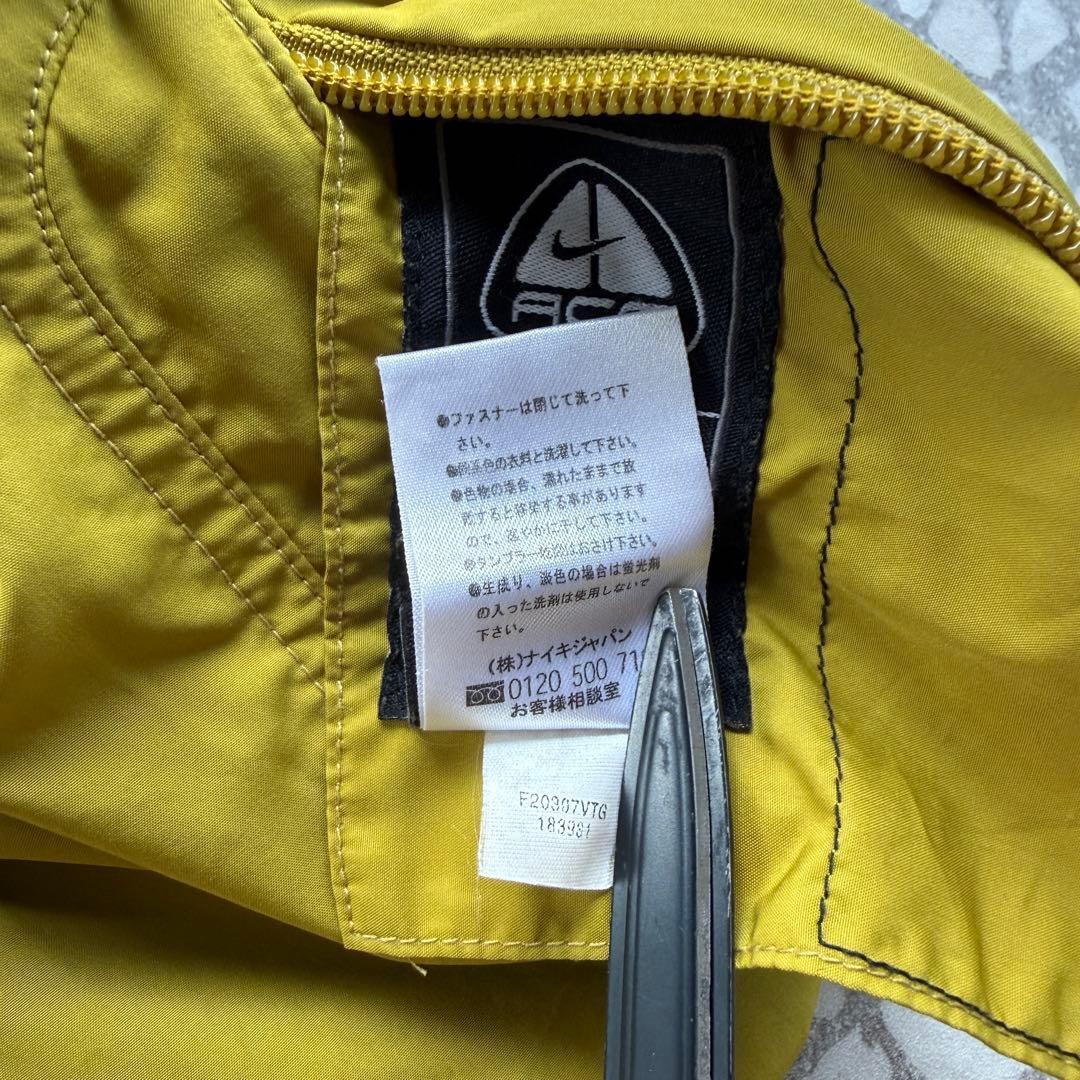 ●ファスナーは閉じて洗って下
さい。
●同系色の衣料と洗濯して下さい。
●色物の場合、濡れたままで放
置すると移染する事があります
ので、速やかに干して下さい。
●タンブラー乾燥はおさけ下さい。
●生成り、淡色の場合は蛍光剤
の入った洗剤は使用しないで
下さい。
(株)ナイキジャパン
0120 500 71
お客様相談室
F20307VTG